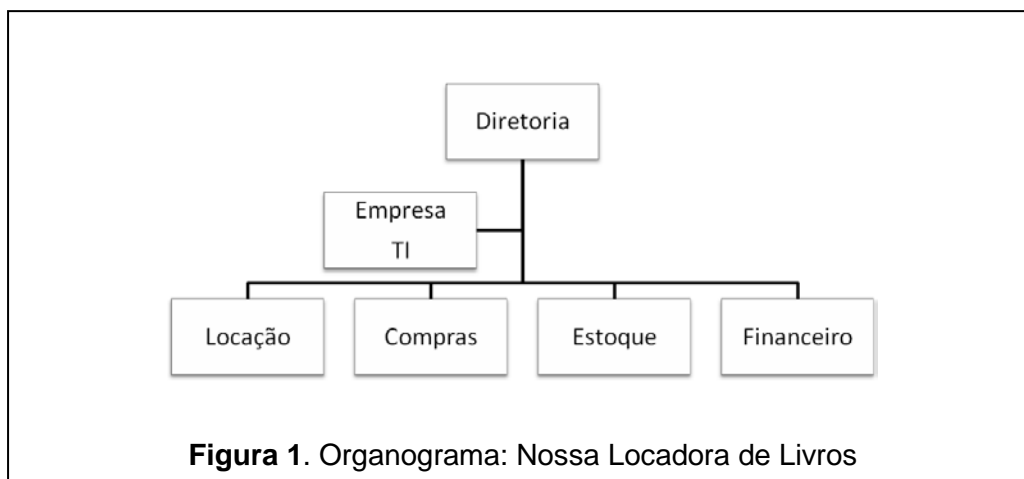 Diretoria
Empresa
TI
Locação
Compras
Estoque
Financeiro
Figura 1. Organograma: Nossa Locadora de Livros